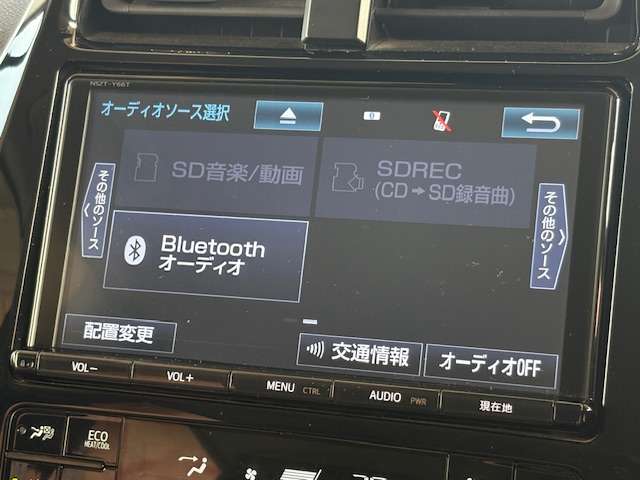 NSZT-Y66T
オーディオソース選択
その他のソース
SD音楽/動画
SDREC
(CD➡SD録音曲)
その他のソース
Bluetooth
オーディオ
配置変更
交通情報
オーディオOFF
VOL−
VOL+
MENU CTRL
AUDIO PWR
現在地
ECO
HEAT/COOL